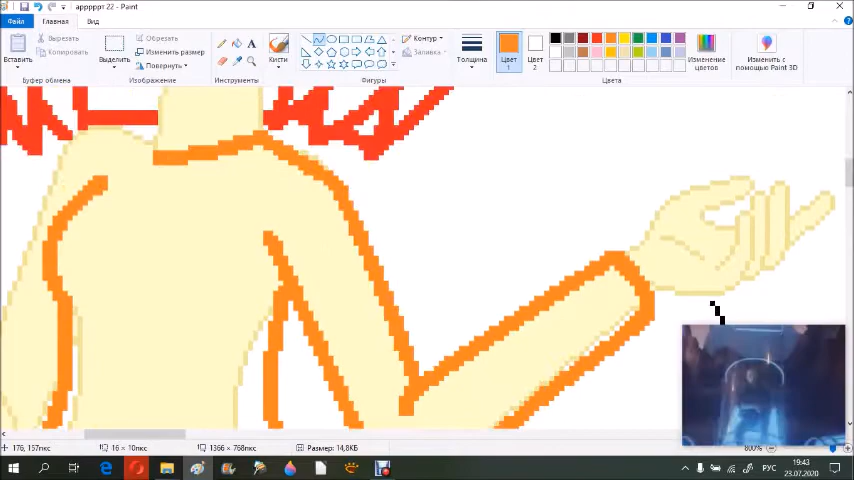 apppppт 22 - Paint
Файл
Главная
Вид
Вставить
Вырезать
Копировать
Буфер обмена
Выделить
Обрезать
Изменить размер
Повернуть
Изображение
A
Инструменты
Кисти
Контур
Заливка
Фигуры
Толщина
Цвет
1
Цвет
2
Цвета
Изменение
цветов
Изменить с
помощью Paint 3D
176, 157пкс
16 × 10пкс
1366 × 768пкс
Размер: 14,8КБ
800%
РУС
19:43
23.07.2020